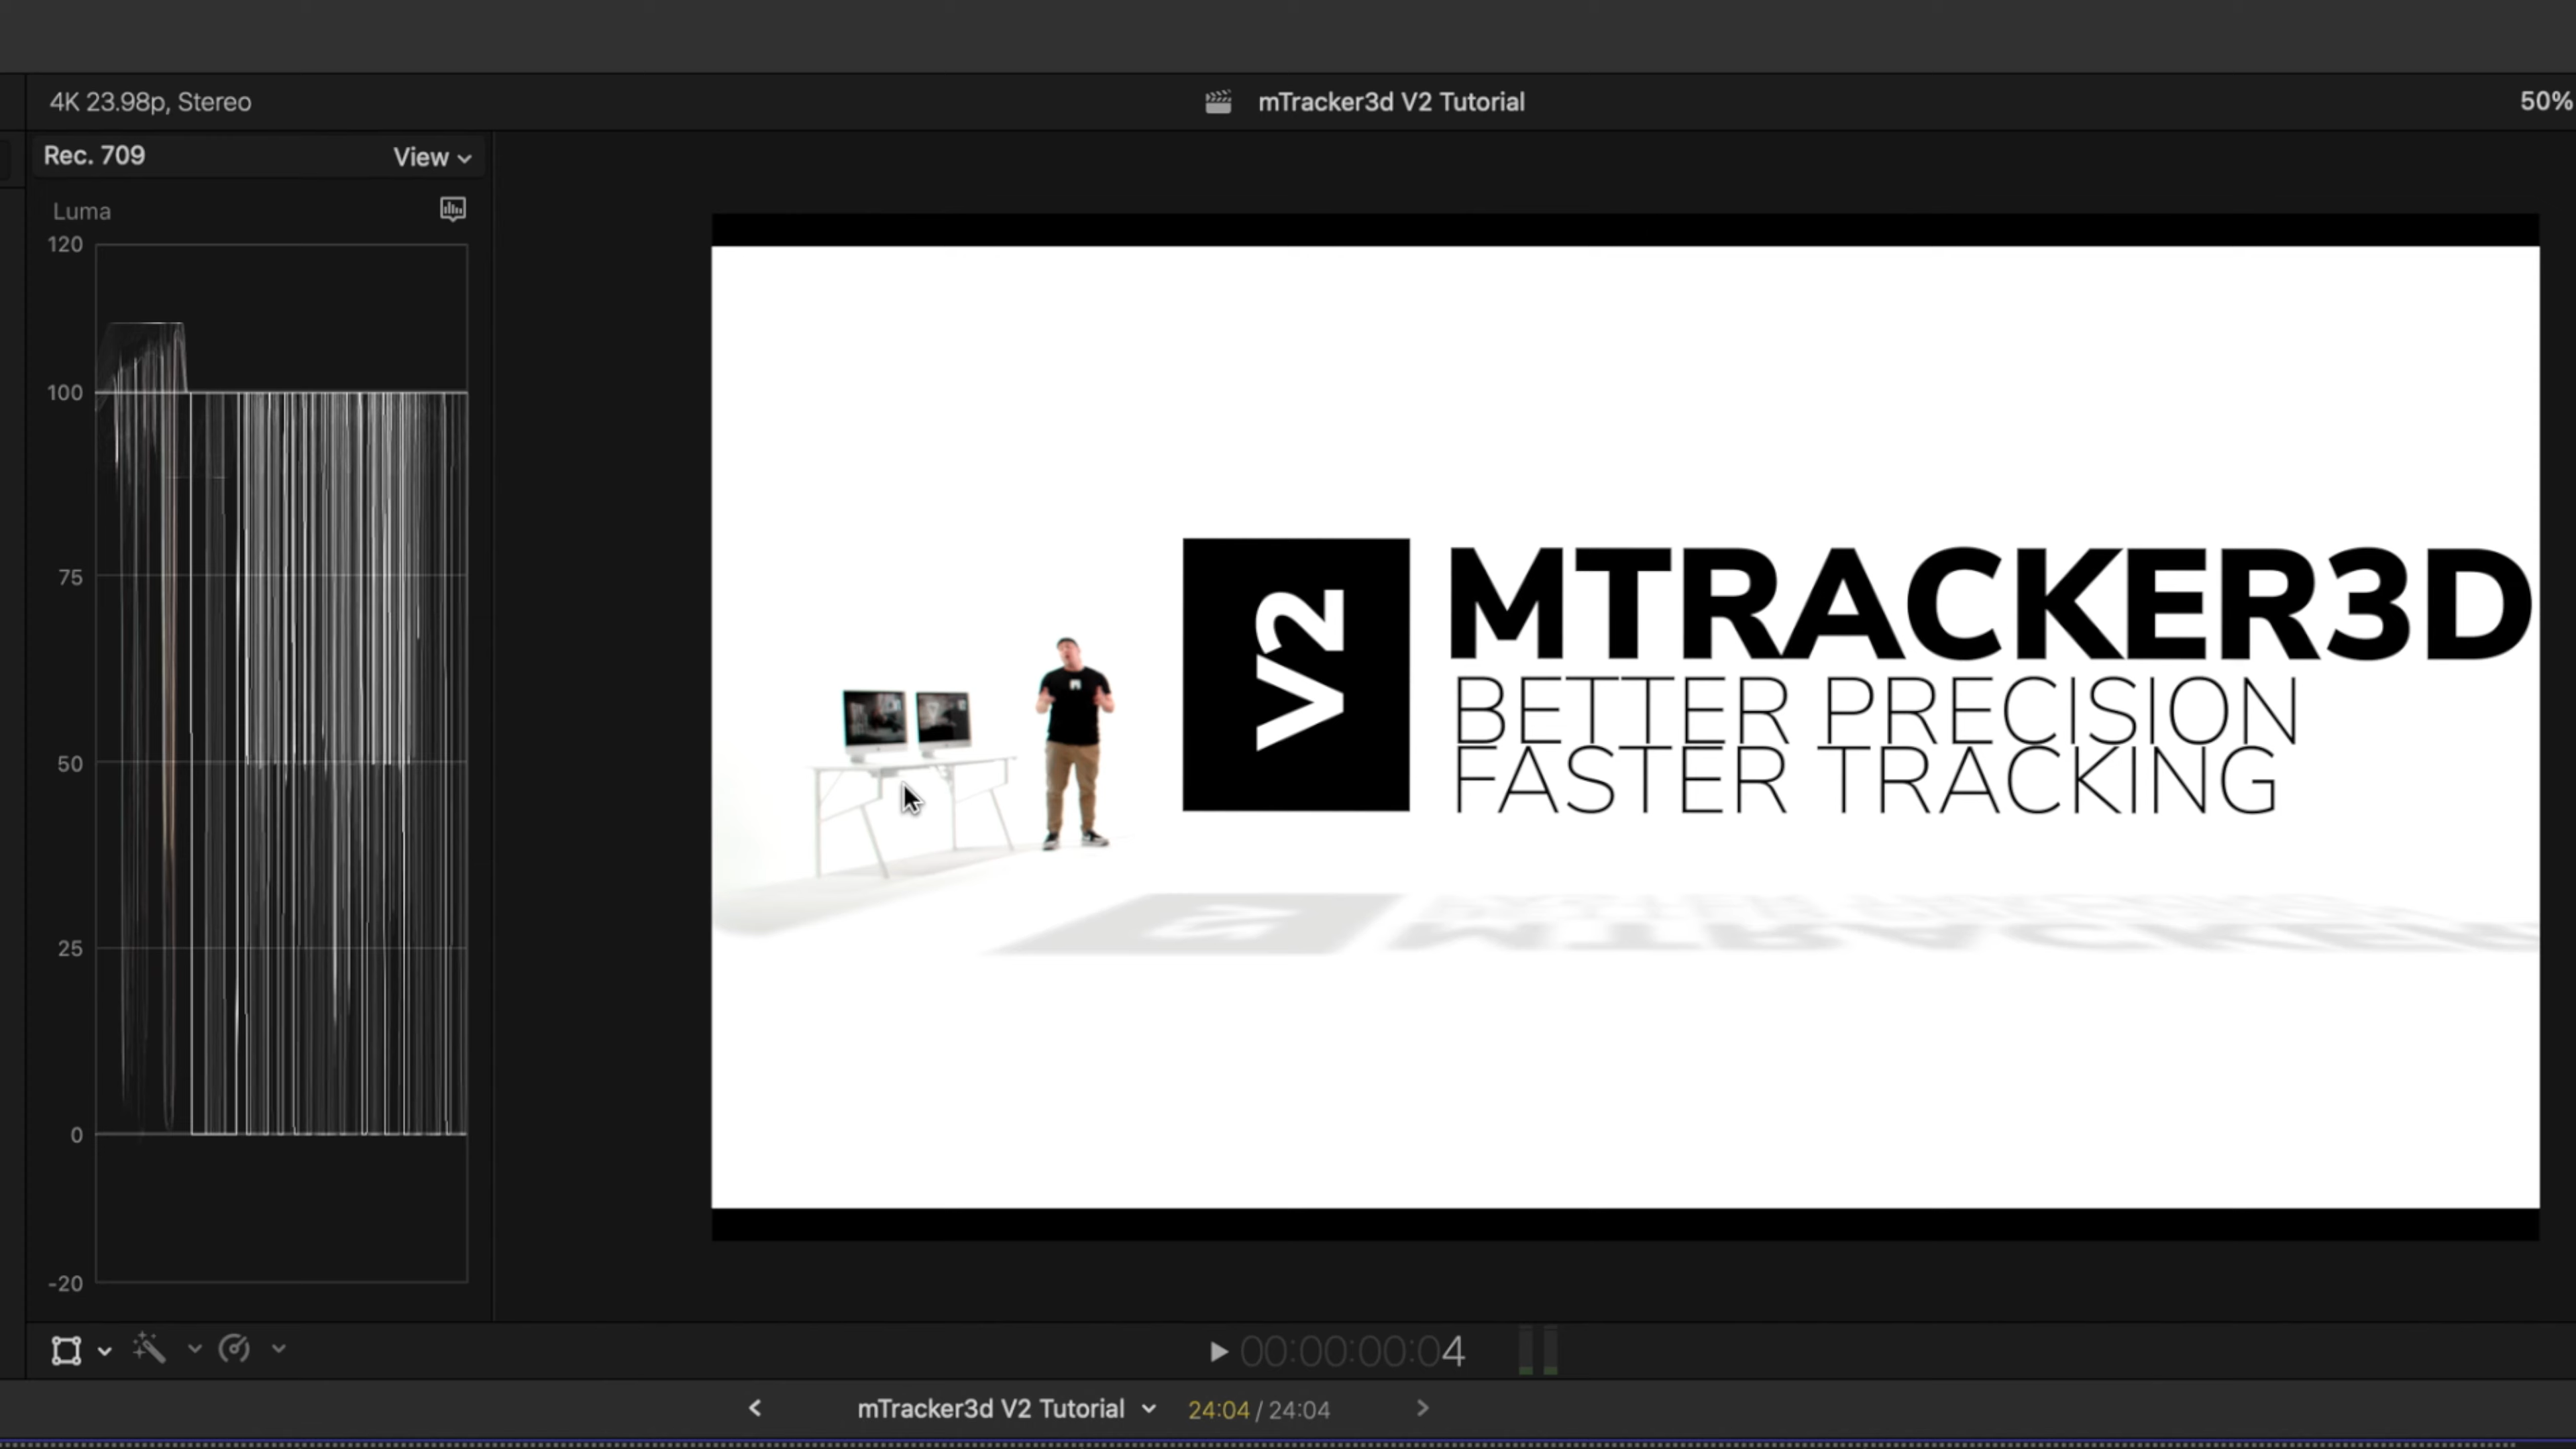 4K 23.98p, Stereo
mTracker3d V2 Tutorial
50%
Rec. 709
View
Luma
120
100
75
50
25
0
-20
V2
MTRACKER3D
BETTER PRECISION
FASTER TRACKING
00:00:00:04
mTracker3d V2 Tutorial
24:04 / 24:04